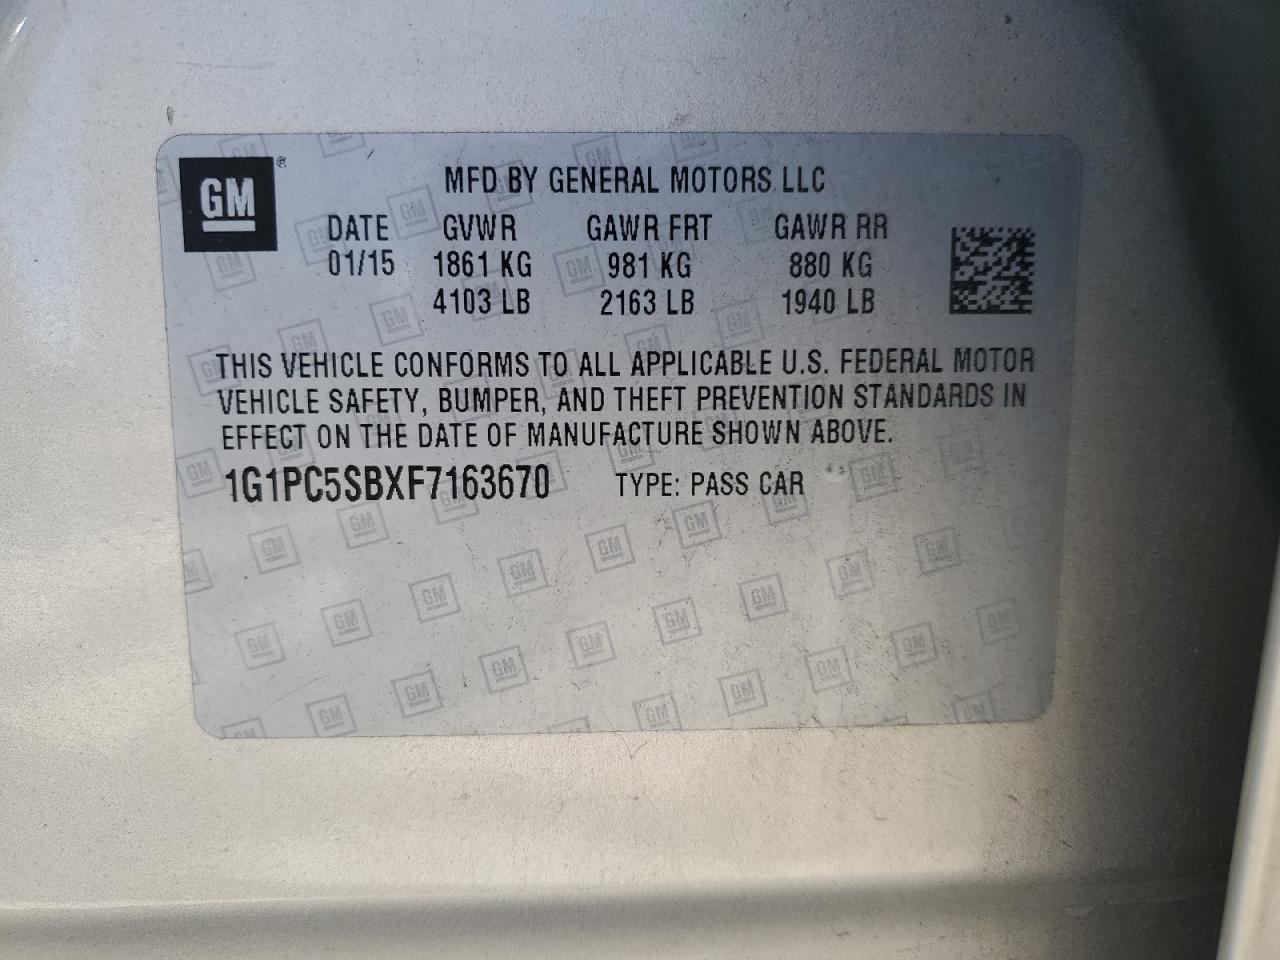 GM ®
MFD BY GENERAL MOTORS LLC
DATE GVWR GAWR FRT GAWR RR
01/15 1861 KG 981 KG 880 KG
4103 LB 2163 LB 1940 LB
THIS VEHICLE CONFORMS TO ALL APPLICABLE U.S. FEDERAL MOTOR
VEHICLE SAFETY, BUMPER, AND THEFT PREVENTION STANDARDS IN
EFFECT ON THE DATE OF MANUFACTURE SHOWN ABOVE.
1G1PC5SBXF7163670 TYPE: PASS CAR